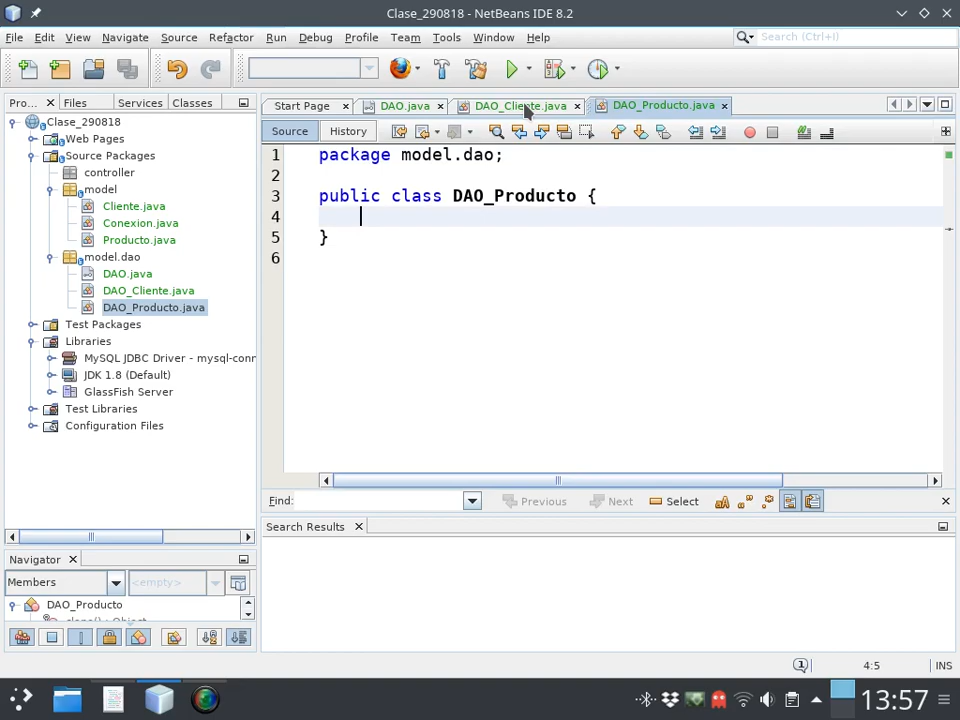 Clase_290818 - NetBeans IDE 8.2
File Edit View Navigate Source Refactor Run Debug Profile Team Tools Window Help
Search (Ctrl+I)
Pro... Files Services Classes
Start Page DAO.java DAO_Cliente.java DAO_Producto.java
Source History
Clase_290818
Web Pages
Source Packages
controller
model
Cliente.java
Conexion.java
Producto.java
model.dao
DAO.java
DAO_Cliente.java
DAO_Producto.java
Test Packages
Libraries
MySQL JDBC Driver - mysql-conn
JDK 1.8 (Default)
GlassFish Server
Test Libraries
Configuration Files
1 package model.dao;
2
3 public class DAO_Producto {
4
5 }
6
Find: Previous Next Select
Search Results
Navigator
Members <empty>
DAO_Producto
1 4:5 INS
13:57